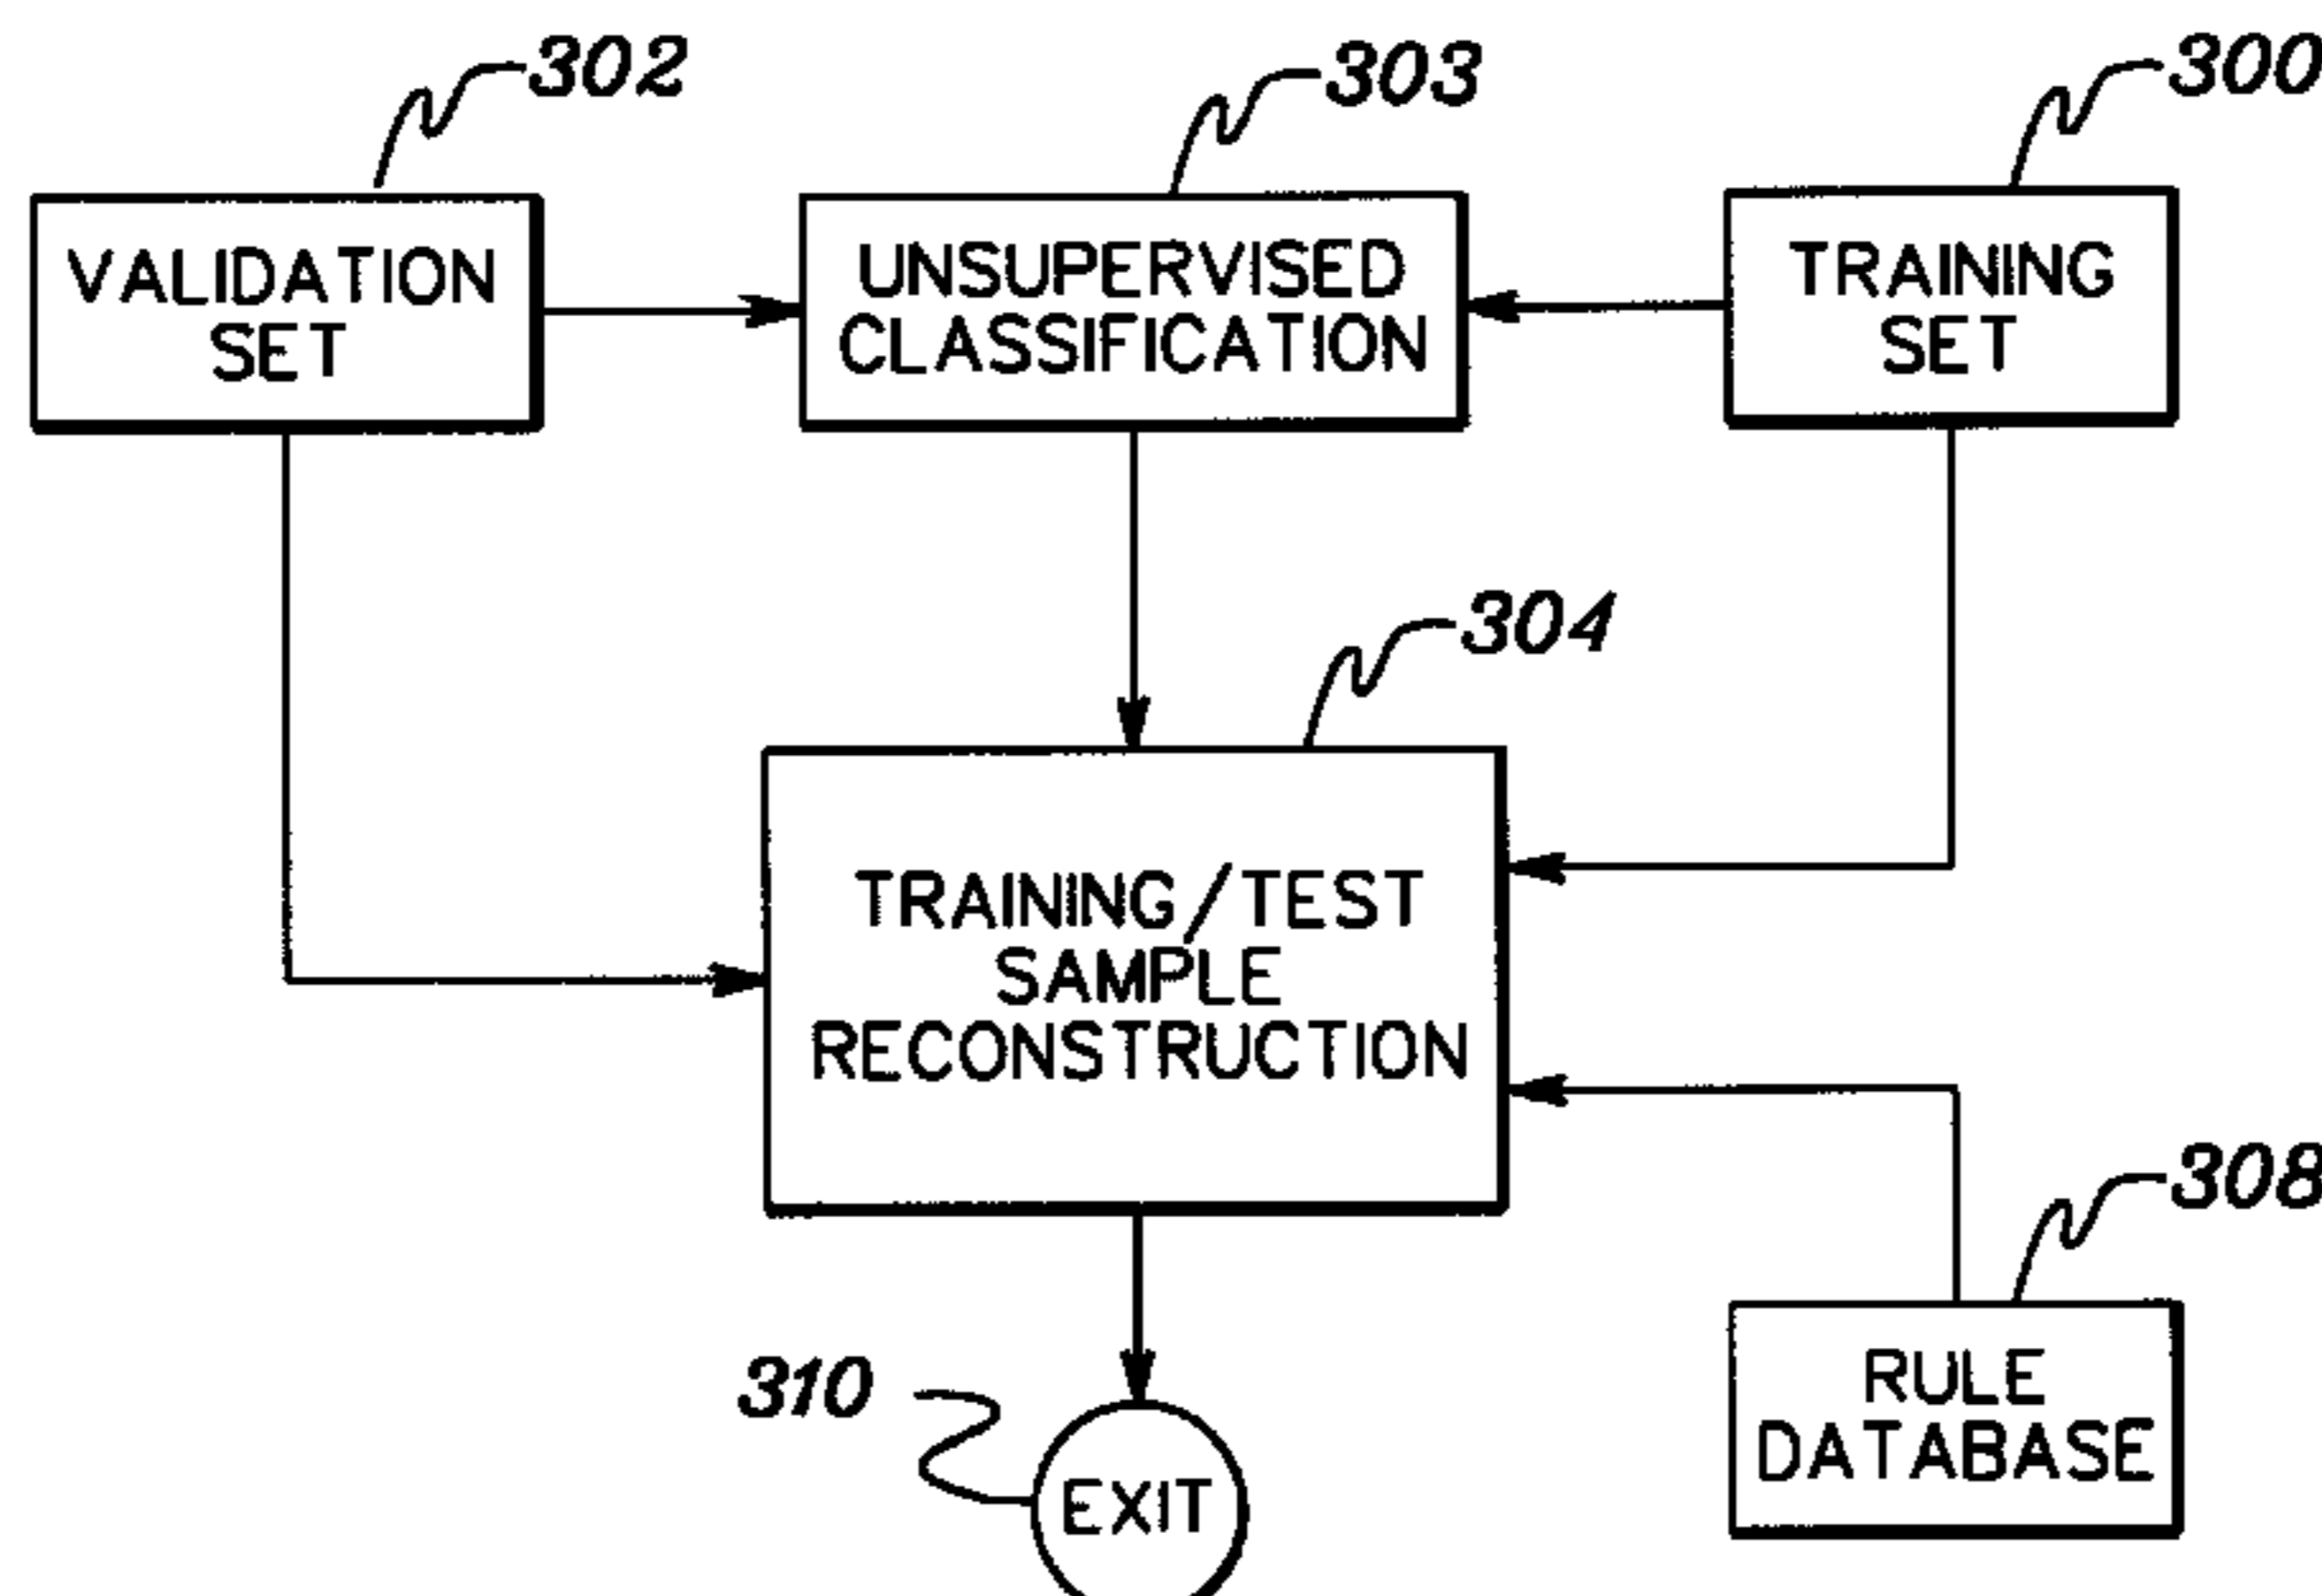 302
303
300
VALIDATION
SET
UNSUPERVISED
CLASSIFICATION
TRAINING
SET
304
TRAINING/TEST
SAMPLE
RECONSTRUCTION
308
310
EXIT
RULE
DATABASE